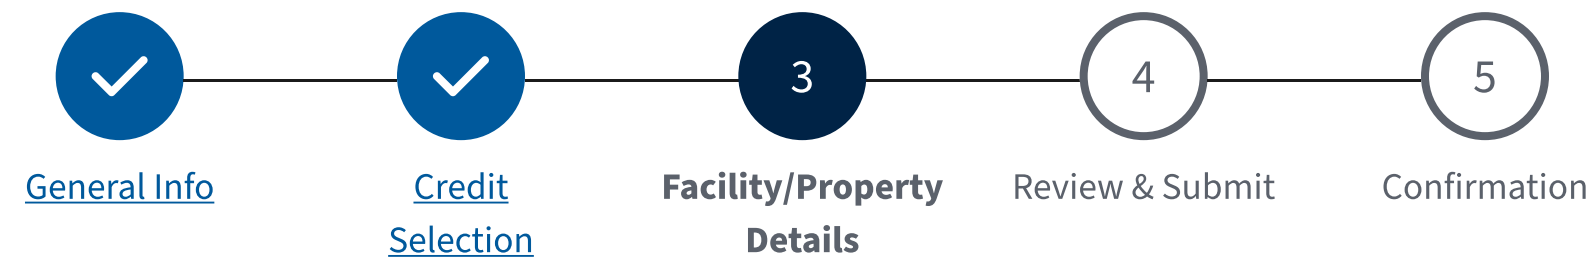 3
4
5
General Info
Credit
Selection
Facility/Property
Details
Review & Submit
Confirmation